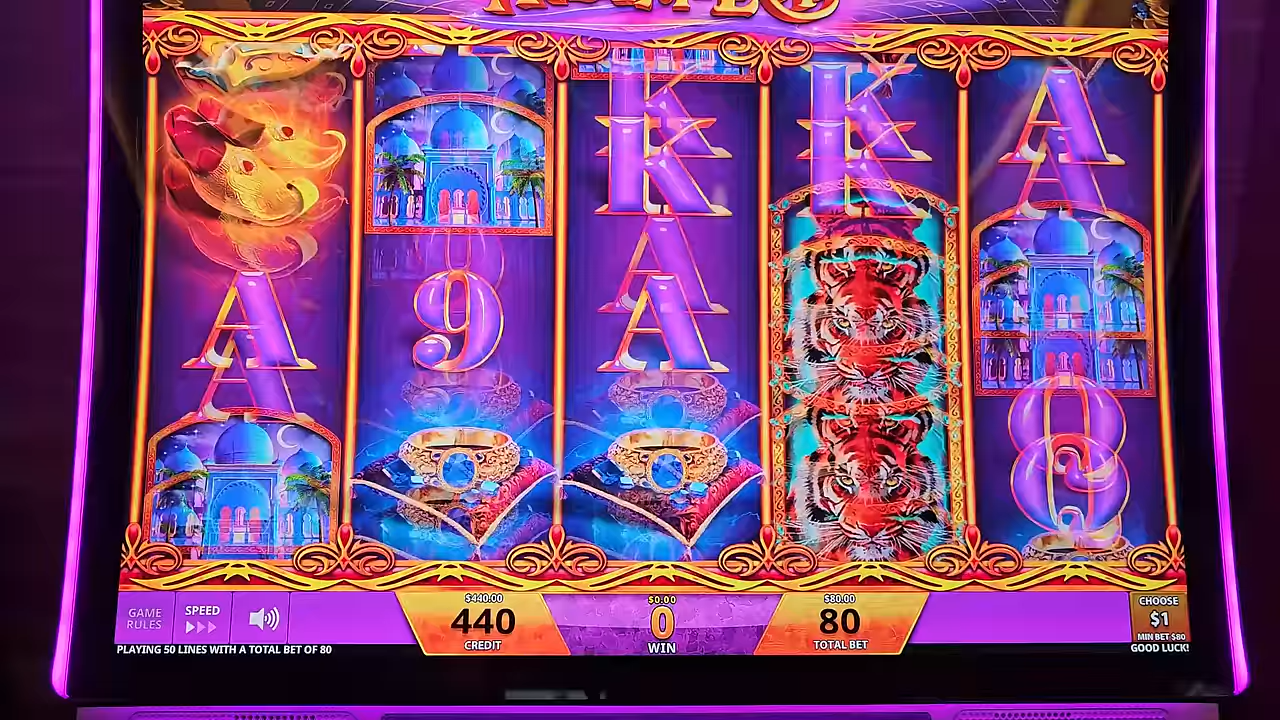 K K A
9 A
A
GAME
RULES
SPEED
$440.00
440
CREDIT
$0.00
0
WIN
$80.00
80
TOTAL BET
CHOOSE
$1
MIN BET $80
PLAYING 50 LINES WITH A TOTAL BET OF 80
GOOD LUCK!